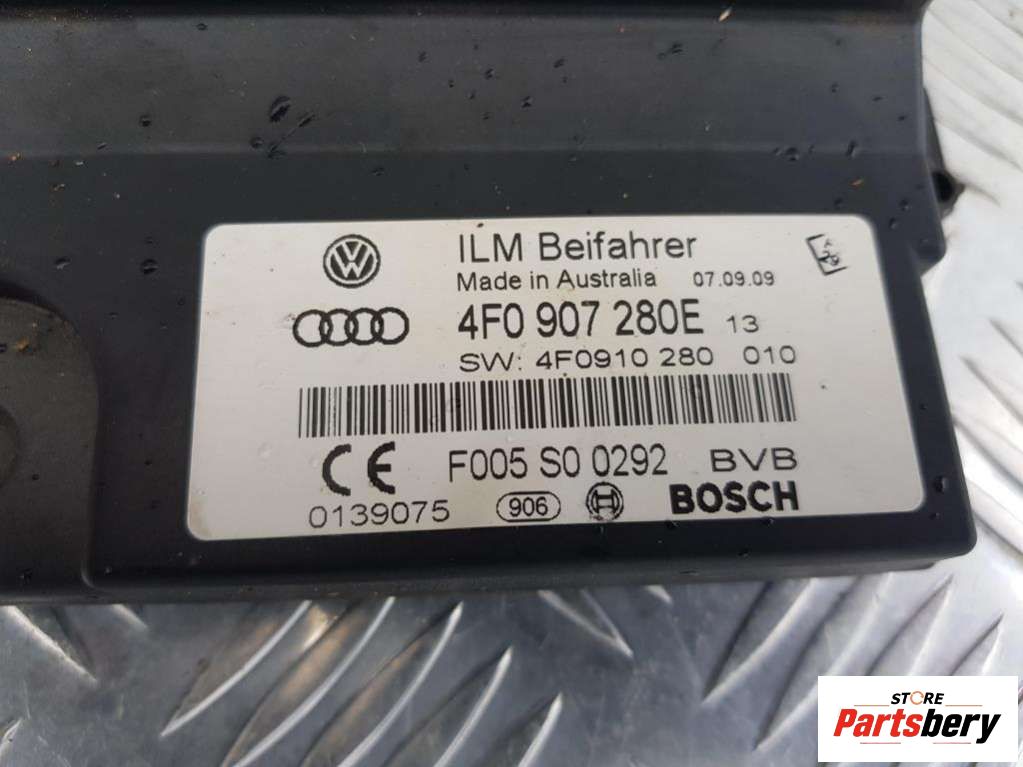 ILM Beifahrer
Made in Australia 07.09.09
4F0 907 280E 13
SW: 4F0910 280 010
F005 S0 0292 BVB
0139075 906 BOSCH
STORE
Partsbery